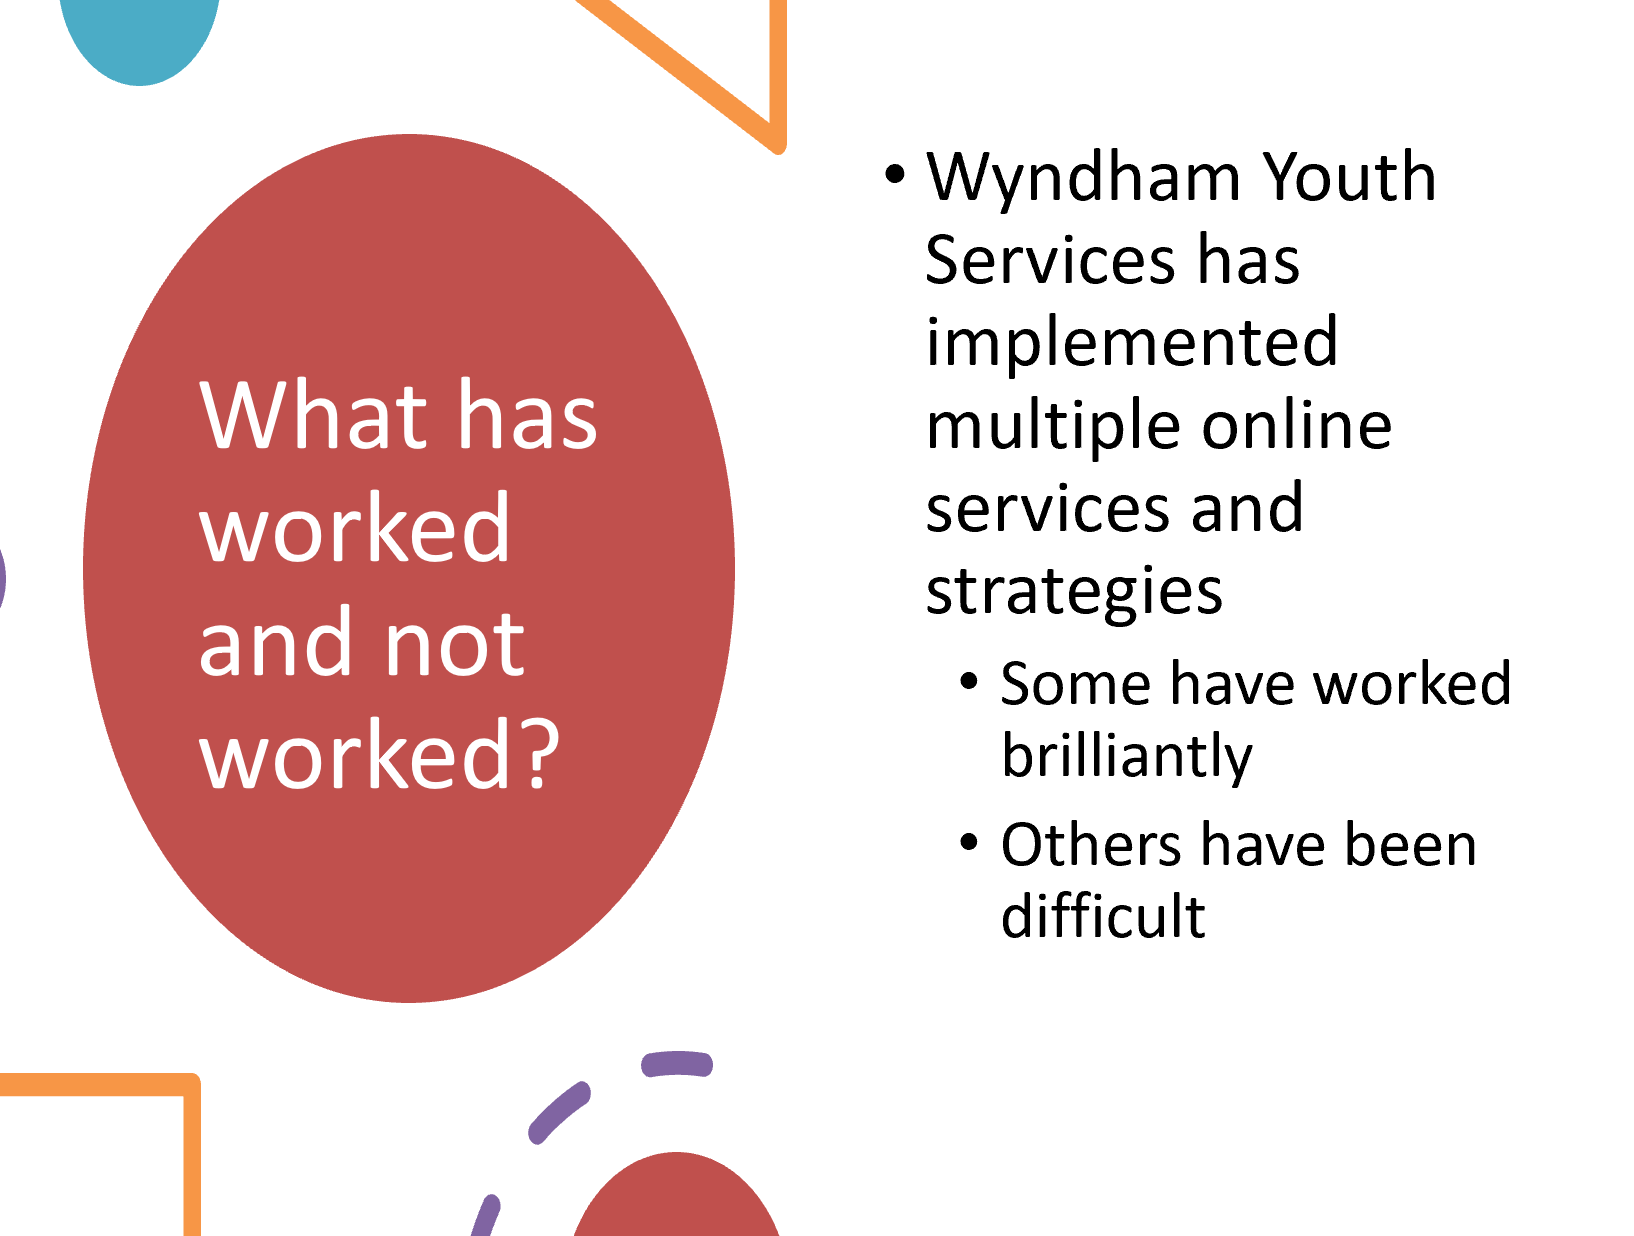 What has
worked
and not
worked?
• Wyndham Youth
Services has
implemented
multiple online
services and
strategies
• Some have worked
brilliantly
• Others have been
difficult